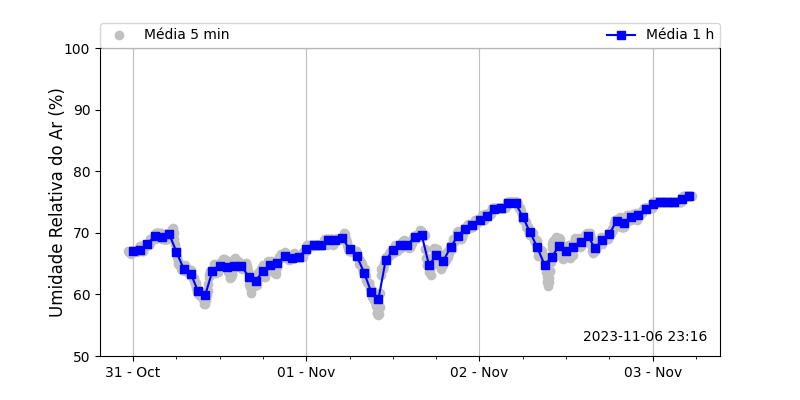 Média 5 min
Média 1 h
Umidade Relativa do Ar (%)
100
90
80
70
60
50
2023-11-06 23:16
31 - Oct
01 - Nov
02 - Nov
03 - Nov